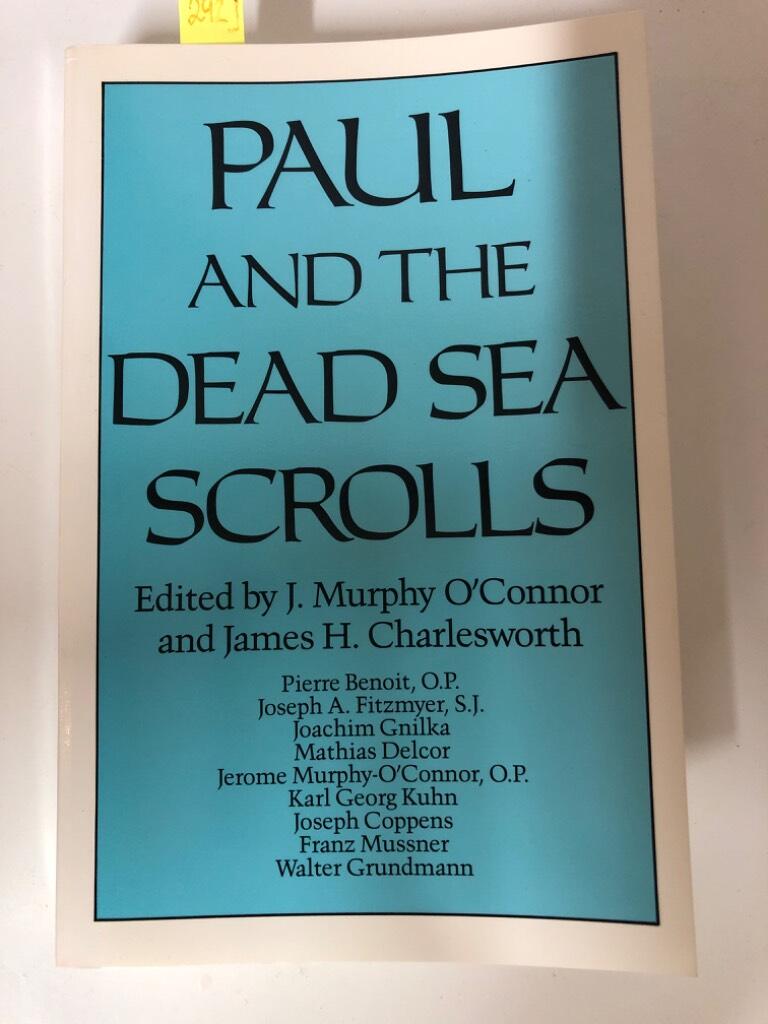 292]
PAUL
AND THE
DEAD SEA
SCROLLS
Edited by J. Murphy O'Connor
and James H. Charlesworth
Pierre Benoit, O.P.
Joseph A. Fitzmyer, S.J.
Joachim Gnilka
Mathias Delcor
Jerome Murphy-O'Connor, O.P.
Karl Georg Kuhn
Joseph Coppens
Franz Mussner
Walter Grundmann